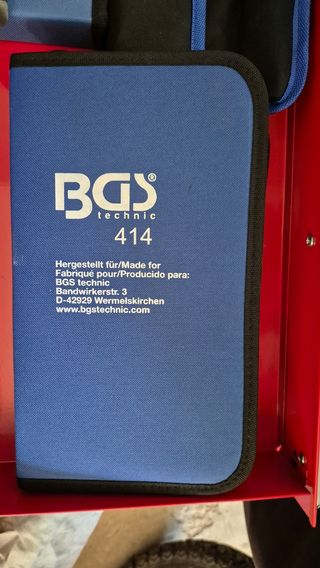 BGS®
technic
414
Hergestellt für/Made for
Fabriqué pour/Producido para:
BGS technic
Bandwirkerstr. 3
D-42929 Wermelskirchen
www.bgstechnic.com